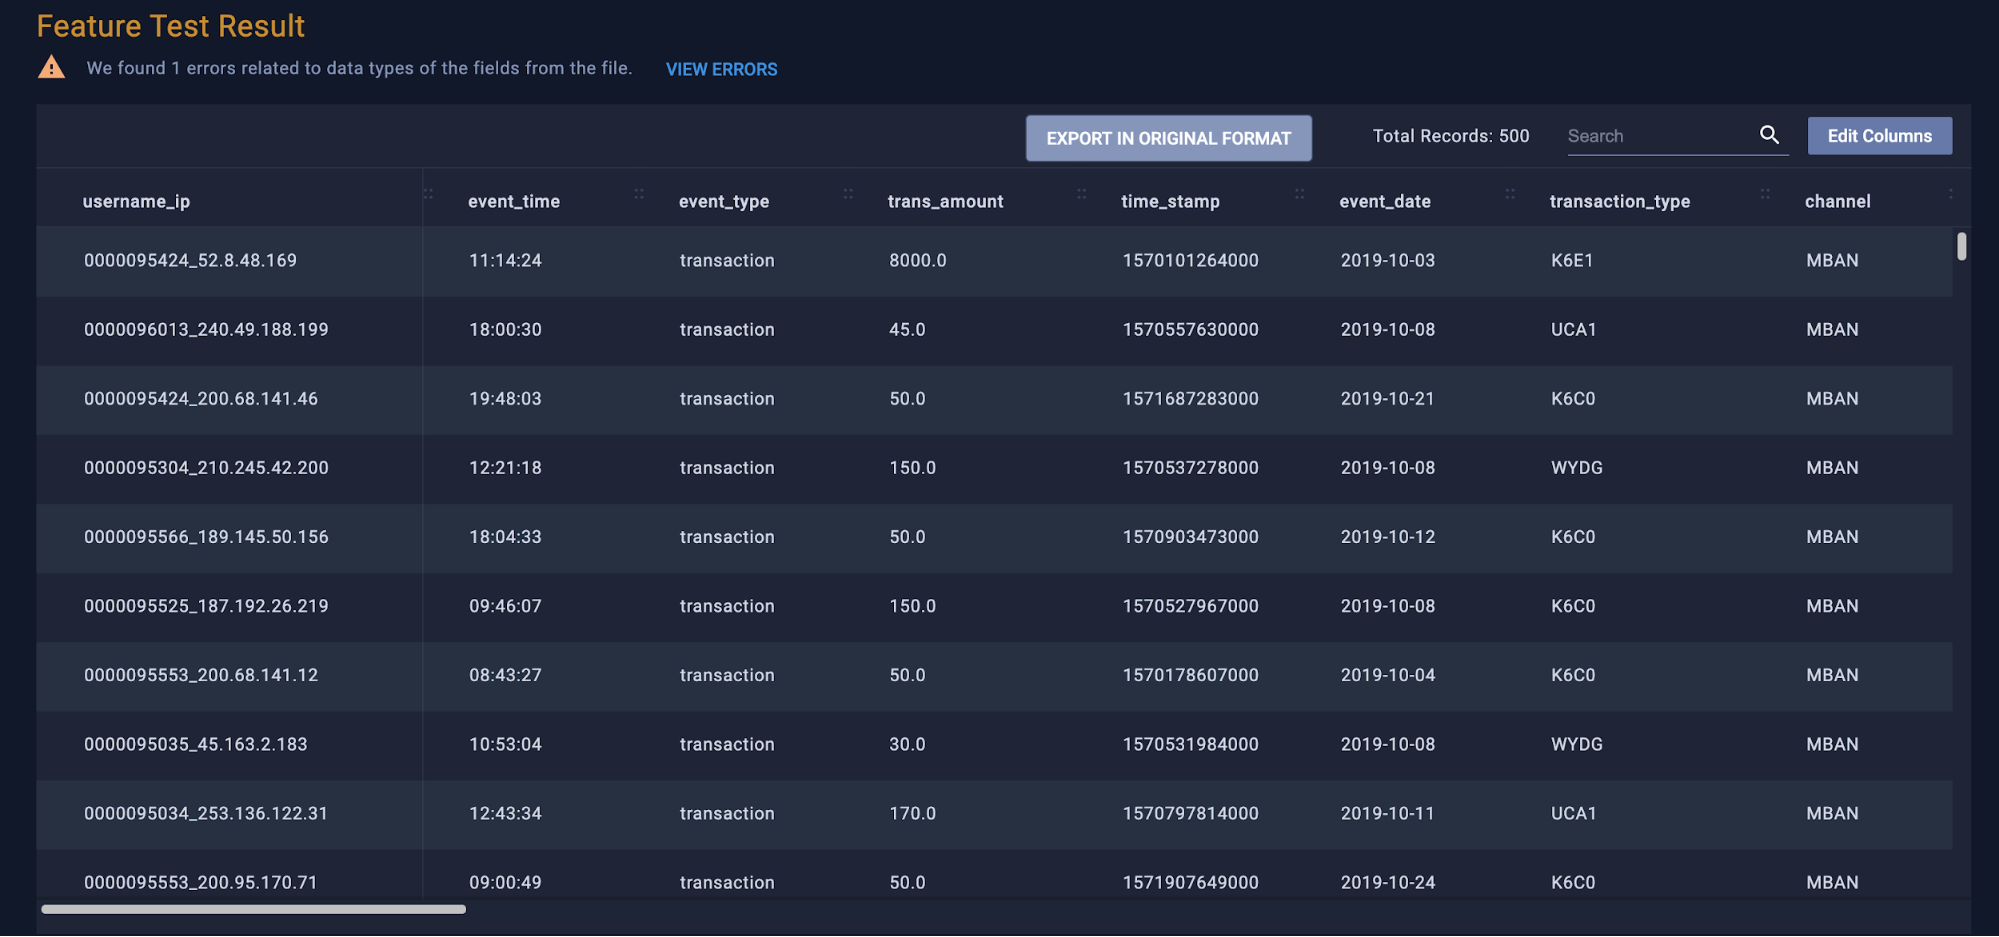 Feature Test Result
We found 1 errors related to data types of the fields from the file. VIEW ERRORS
EXPORT IN ORIGINAL FORMAT Total Records: 500 Search Edit Columns
username_ip event_time event_type trans_amount time_stamp event_date transaction_type channel
0000095424_52.8.48.169 11:14:24 transaction 8000.0 1570101264000 2019-10-03 K6E1 MBAN
0000096013_240.49.188.199 18:00:30 transaction 45.0 1570557630000 2019-10-08 UCA1 MBAN
0000095424_200.68.141.46 19:48:03 transaction 50.0 1571687283000 2019-10-21 K6C0 MBAN
0000095304_210.245.42.200 12:21:18 transaction 150.0 1570537278000 2019-10-08 WYDG MBAN
0000095566_189.145.50.156 18:04:33 transaction 50.0 1570903473000 2019-10-12 K6C0 MBAN
0000095525_187.192.26.219 09:46:07 transaction 150.0 1570527967000 2019-10-08 K6C0 MBAN
0000095553_200.68.141.12 08:43:27 transaction 50.0 1570178607000 2019-10-04 K6C0 MBAN
0000095035_45.163.2.183 10:53:04 transaction 30.0 1570531984000 2019-10-08 WYDG MBAN
0000095034_253.136.122.31 12:43:34 transaction 170.0 1570797814000 2019-10-11 UCA1 MBAN
0000095553_200.95.170.71 09:00:49 transaction 50.0 1571907649000 2019-10-24 K6C0 MBAN